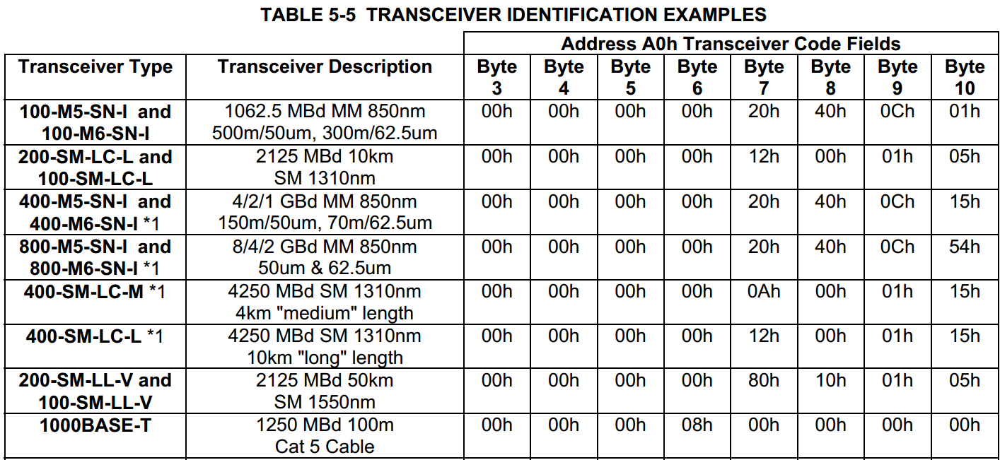 TABLE 5-5 TRANSCEIVER IDENTIFICATION EXAMPLES
Address A0h Transceiver Code Fields
Transceiver Type Transceiver Description Byte 3 Byte 4 Byte 5 Byte 6 Byte 7 Byte 8 Byte 9 Byte 10
100-M5-SN-I and 1062.5 MBd MM 850nm 00h 00h 00h 00h 20h 40h 0Ch 01h
100-M6-SN-I 500m/50um, 300m/62.5um
200-SM-LC-L and 2125 MBd 10km 00h 00h 00h 00h 12h 00h 01h 05h
100-SM-LC-L SM 1310nm
400-M5-SN-I and 4/2/1 GBd MM 850nm 00h 00h 00h 00h 20h 40h 0Ch 15h
400-M6-SN-I *1 150m/50um, 70m/62.5um
800-M5-SN-I and 8/4/2 GBd MM 850nm 00h 00h 00h 00h 20h 40h 0Ch 54h
800-M6-SN-I *1 50um & 62.5um
400-SM-LC-M *1 4250 MBd SM 1310nm 00h 00h 00h 00h 0Ah 00h 01h 15h
4km "medium" length
400-SM-LC-L *1 4250 MBd SM 1310nm 00h 00h 00h 00h 12h 00h 01h 15h
10km "long" length
200-SM-LL-V and 2125 MBd 50km 00h 00h 00h 00h 80h 10h 01h 05h
100-SM-LL-V SM 1550nm
1000BASE-T 1250 MBd 100m 00h 00h 00h 08h 00h 00h 00h 00h
Cat 5 Cable